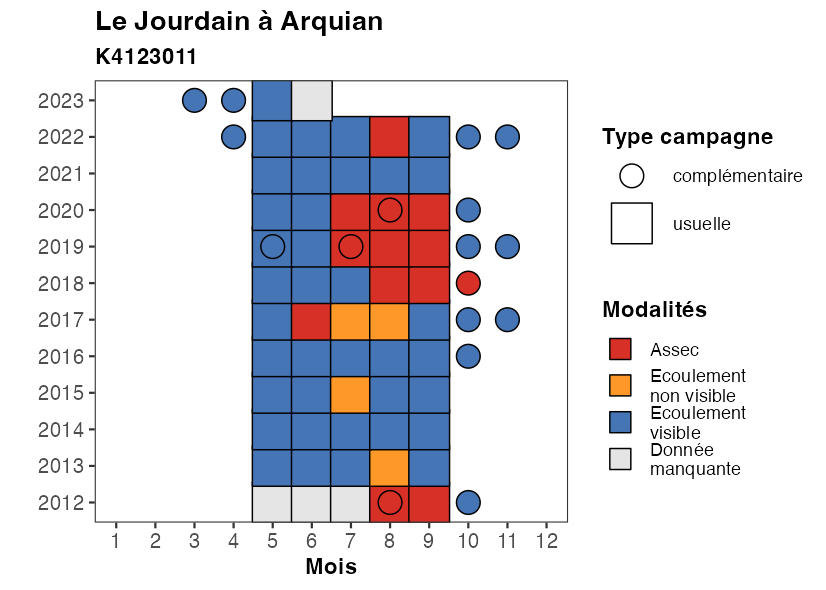 Le Jourdain à Arquian
K4123011
2023
2022
2021
2020
2019
2018
2017
2016
2015
2014
2013
2012
1 2 3 4 5 6 7 8 9 10 11 12
Mois
Type campagne
complémentaire
usuelle
Modalités
Assec
Ecoulement
non visible
Ecoulement
visible
Donnée
manquante